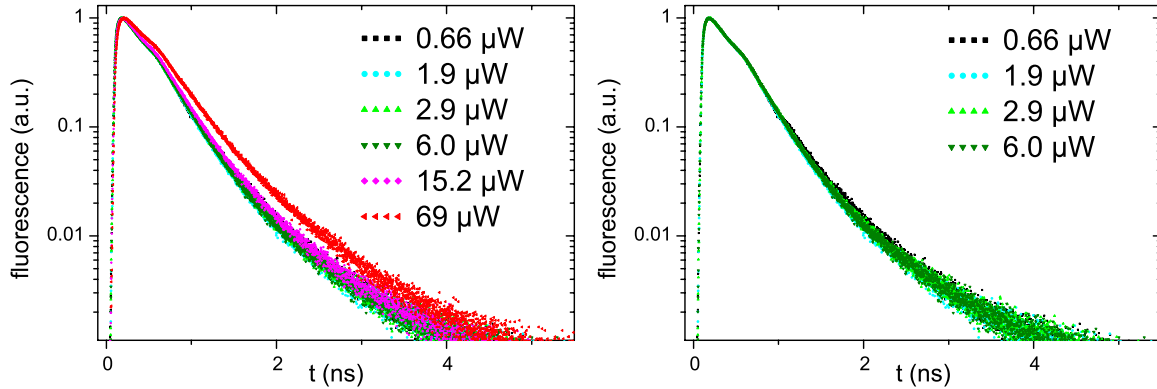 fluorescence (a.u.)
1
0.1
0.01
0.66 µW
1.9 µW
2.9 µW
6.0 µW
15.2 µW
69 µW
0
2
4
t (ns)
fluorescence (a.u.)
1
0.1
0.01
0.66 µW
1.9 µW
2.9 µW
6.0 µW
0
2
4
t (ns)